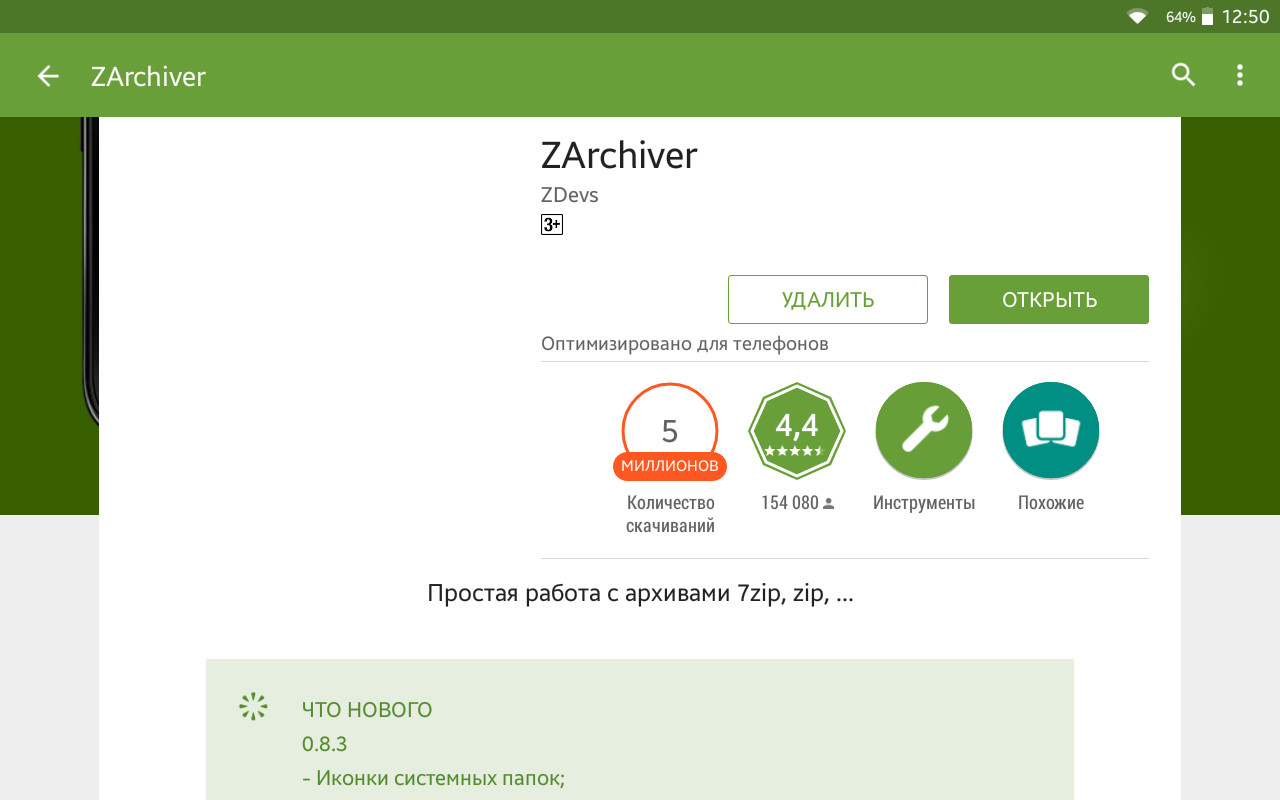 64% 12:50
ZArchiver
ZArchiver
ZDevs
3+
УДАЛИТЬ ОТКРЫТЬ
Оптимизировано для телефонов
5 4,4
МИЛЛИОНОВ
Количество скачиваний 154 080 Инструменты Похожие
Простая работа с архивами 7zip, zip, ...
ЧТО НОВОГО
0.8.3
- Иконки системных папок;